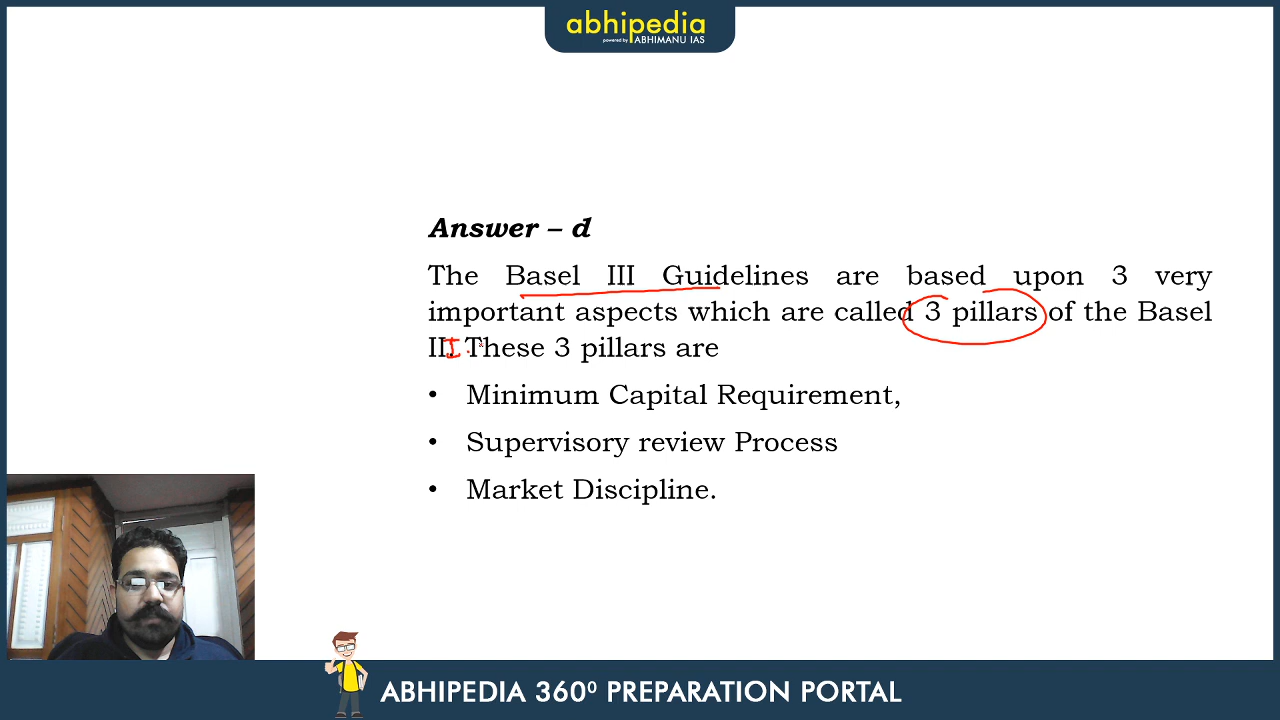 abhipedia
powered by ABHIMANU IAS
Answer – d
The Basel III Guidelines are based upon 3 very
important aspects which are called 3 pillars of the Basel
III. These 3 pillars are
• Minimum Capital Requirement,
• Supervisory review Process
• Market Discipline.
ABHIPEDIA 360⁰ PREPARATION PORTAL